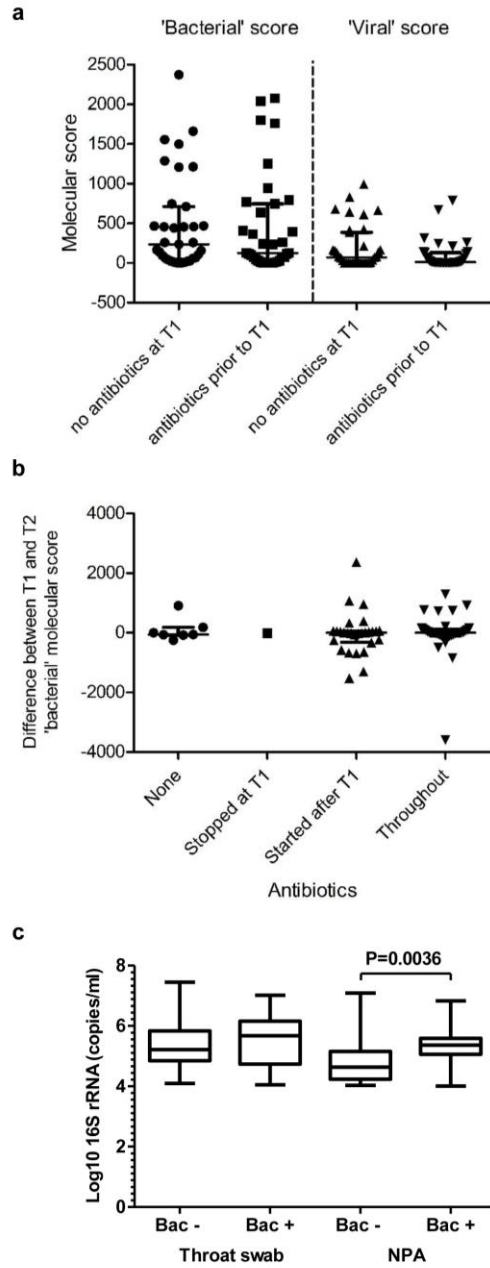 a
'Bacterial' score
'Viral' score
Molecular score
2500
2000
1500
1000
500
0
-500
no antibiotics at T1
antibiotics prior to T1
no antibiotics at T1
antibiotics prior to T1
b
Difference between T1 and T2
'bacterial' molecular score
4000
2000
0
-2000
-4000
None
Stopped at T1
Started after T1
Throughout
Antibiotics
c
P=0.0036
Log10 16S rRNA (copies/ml)
8
6
4
2
0
Bac - Bac + Bac - Bac +
Throat swab NPA